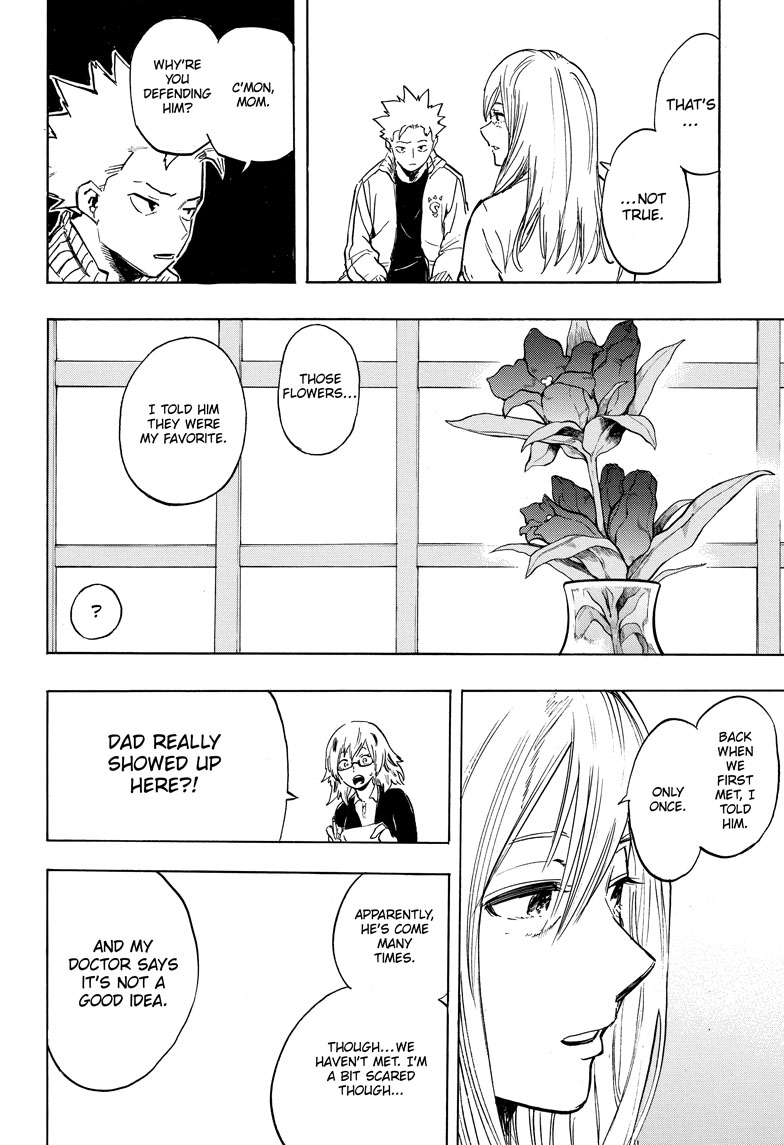 THAT'S
...
...NOT
TRUE.
C'MON,
MOM.
WHY'RE
YOU
DEFENDING
HIM?
THOSE
FLOWERS...
I TOLD HIM
THEY WERE
MY FAVORITE.
?
BACK
WHEN
WE
FIRST
MET, I
TOLD
HIM.
ONLY
ONCE.
DAD REALLY
SHOWED UP
HERE?!
APPARENTLY,
HE'S COME
MANY
TIMES.
THOUGH...WE
HAVEN'T MET. I'M
A BIT SCARED
THOUGH...
AND MY
DOCTOR SAYS
IT'S NOT A
GOOD IDEA.